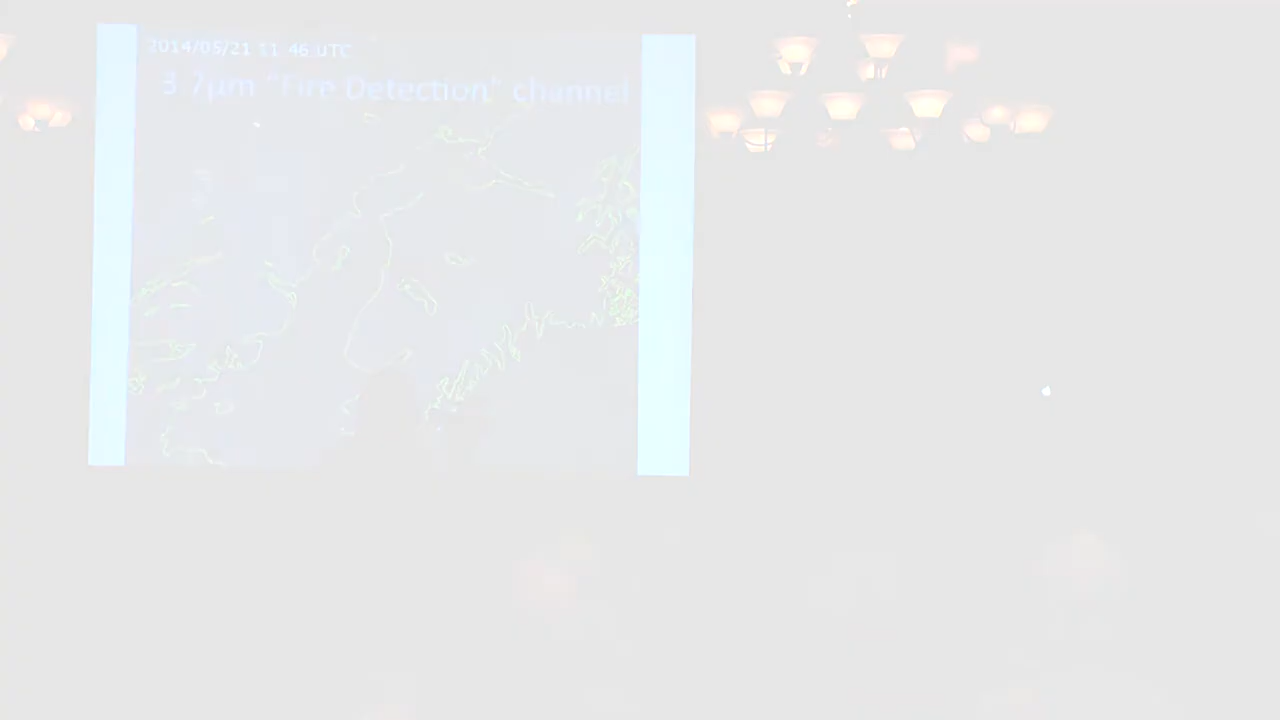 2014/05/21 11:46 UTC
3.7µm "Fire Detection" channel